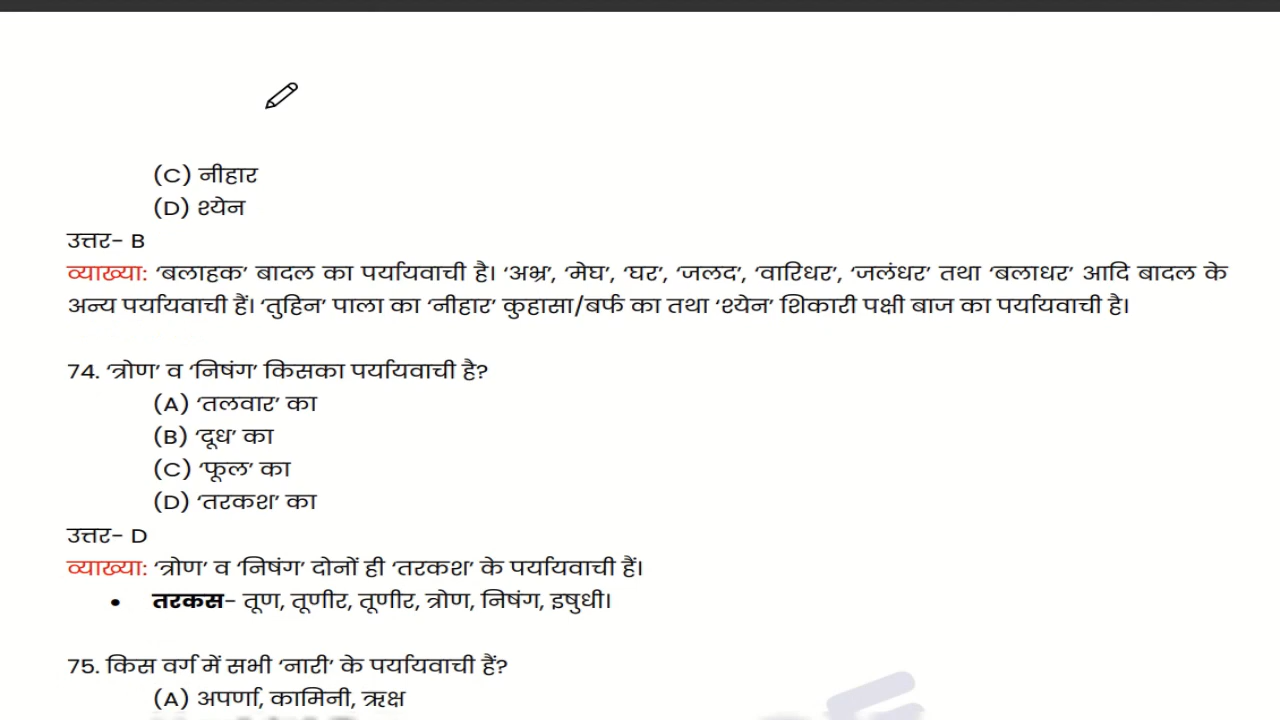 (C) नीहार
(D) श्येन
उत्तर- B
व्याख्या: ‘बलाहक’ बादल का पर्यायवाची है। ‘अभ्र’, ‘मेघ’, ‘घर’, ‘जलद’, ‘वारिधर’, ‘जलंधर’ तथा ‘बलाधर’ आदि बादल के
अन्य पर्यायवाची हैं। ‘तुहिन’ पाला का ‘नीहार’ कुहासा/बर्फ का तथा ‘श्येन’ शिकारी पक्षी बाज का पर्यायवाची है।
74. ‘त्रोण’ व ‘निषंग’ किसका पर्यायवाची है?
(A) ‘तलवार’ का
(B) ‘दूध’ का
(C) ‘फूल’ का
(D) ‘तरकश’ का
उत्तर- D
व्याख्या: ‘त्रोण’ व ‘निषंग’ दोनों ही ‘तरकश’ के पर्यायवाची हैं।
• तरकस- तूण, तूणीर, तूणीर, त्रोण, निषंग, इषुधी।
75. किस वर्ग में सभी ‘नारी’ के पर्यायवाची हैं?
(A) अपर्णा, कामिनी, ऋक्ष